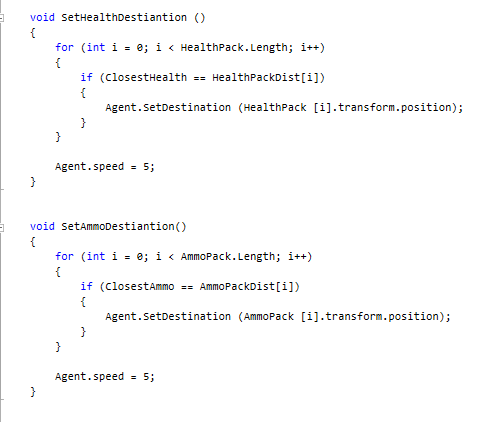 void SetHealthDestiantion ()
{
    for (int i = 0; i < HealthPack.Length; i++)
    {
        if (ClosestHealth == HealthPackDist[i])
        {
            Agent.SetDestination (HealthPack [i].transform.position);
        }
    }

    Agent.speed = 5;
}

void SetAmmoDestiantion()
{
    for (int i = 0; i < AmmoPack.Length; i++)
    {
        if (ClosestAmmo == AmmoPackDist[i])
        {
            Agent.SetDestination (AmmoPack [i].transform.position);
        }
    }

    Agent.speed = 5;
}